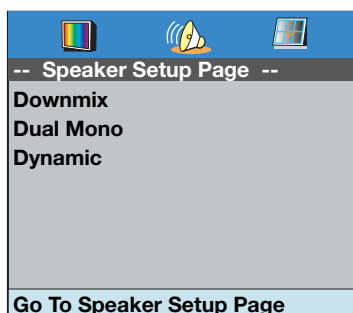 -- Speaker Setup Page --
Downmix
Dual Mono
Dynamic
Go To Speaker Setup Page